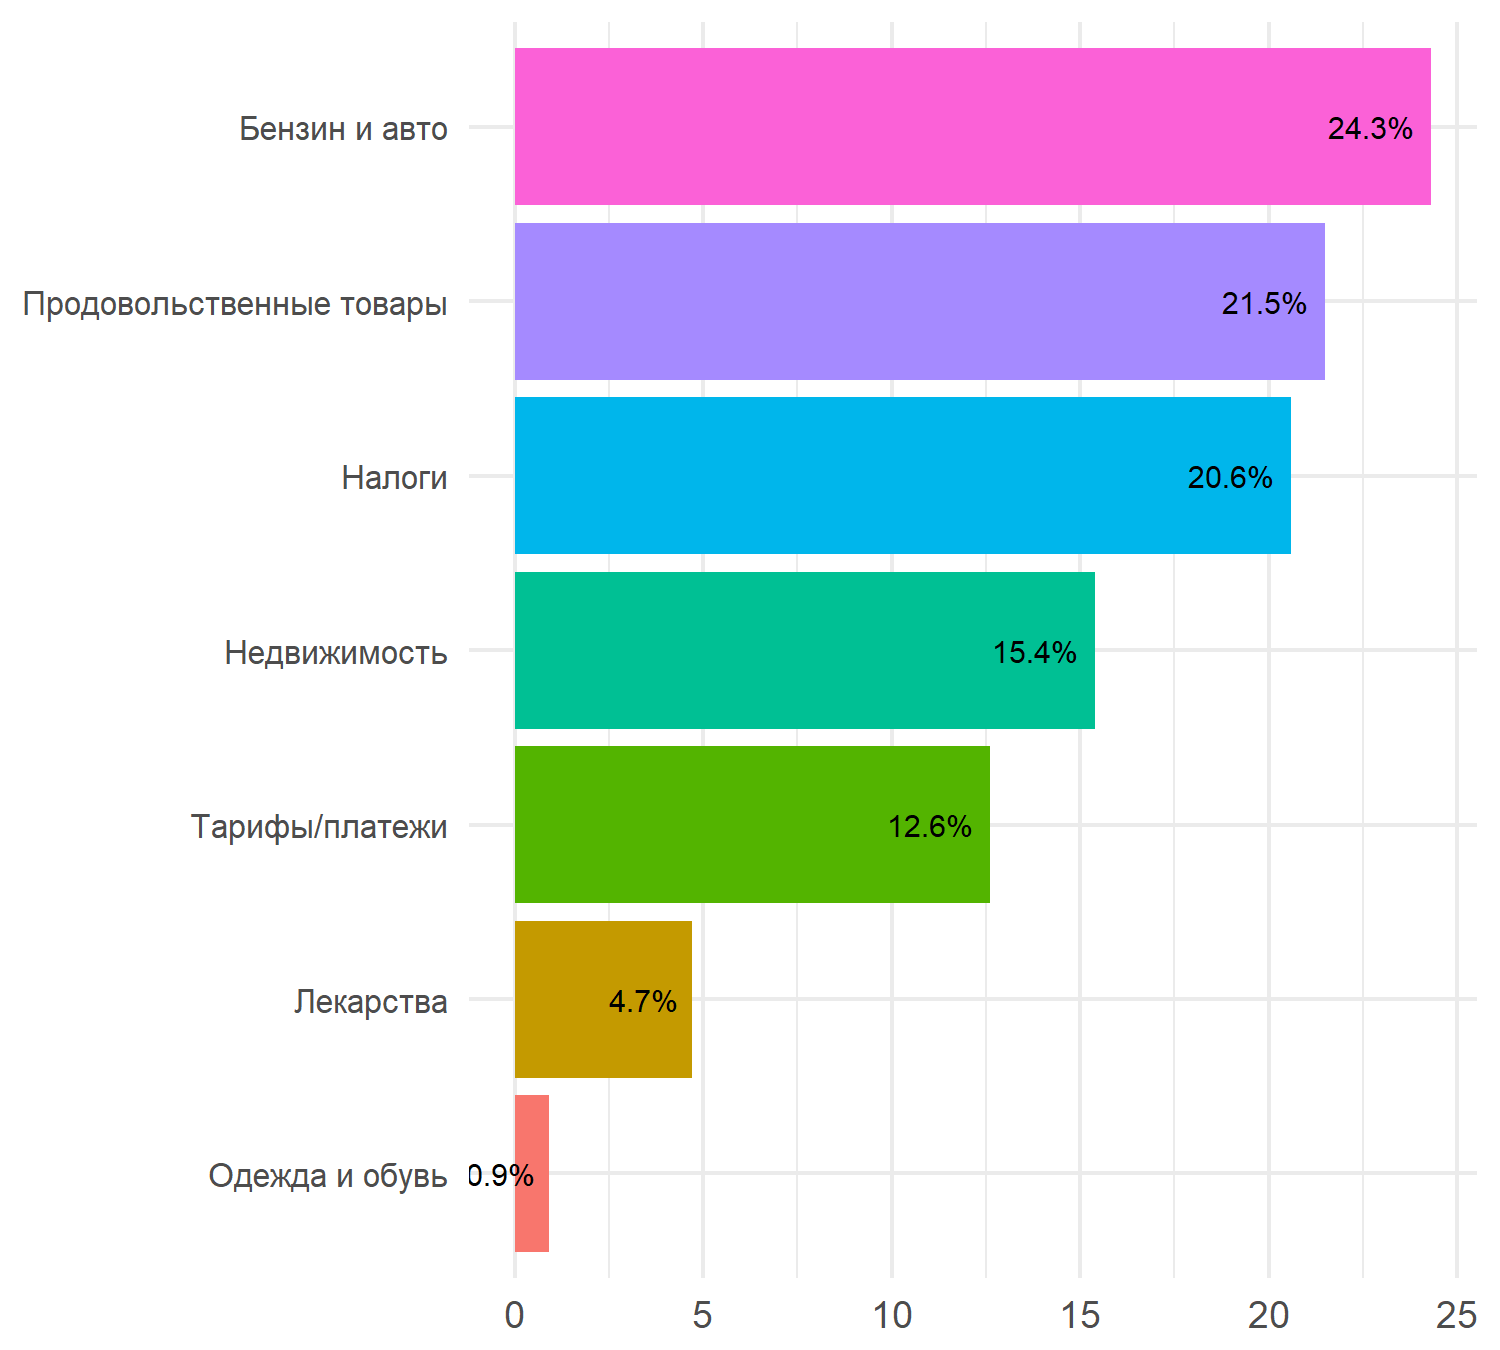 Бензин и авто 24.3%
Продовольственные товары 21.5%
Налоги 20.6%
Недвижимость 15.4%
Тарифы/платежи 12.6%
Лекарства 4.7%
Одежда и обувь 0.9%
0 5 10 15 20 25